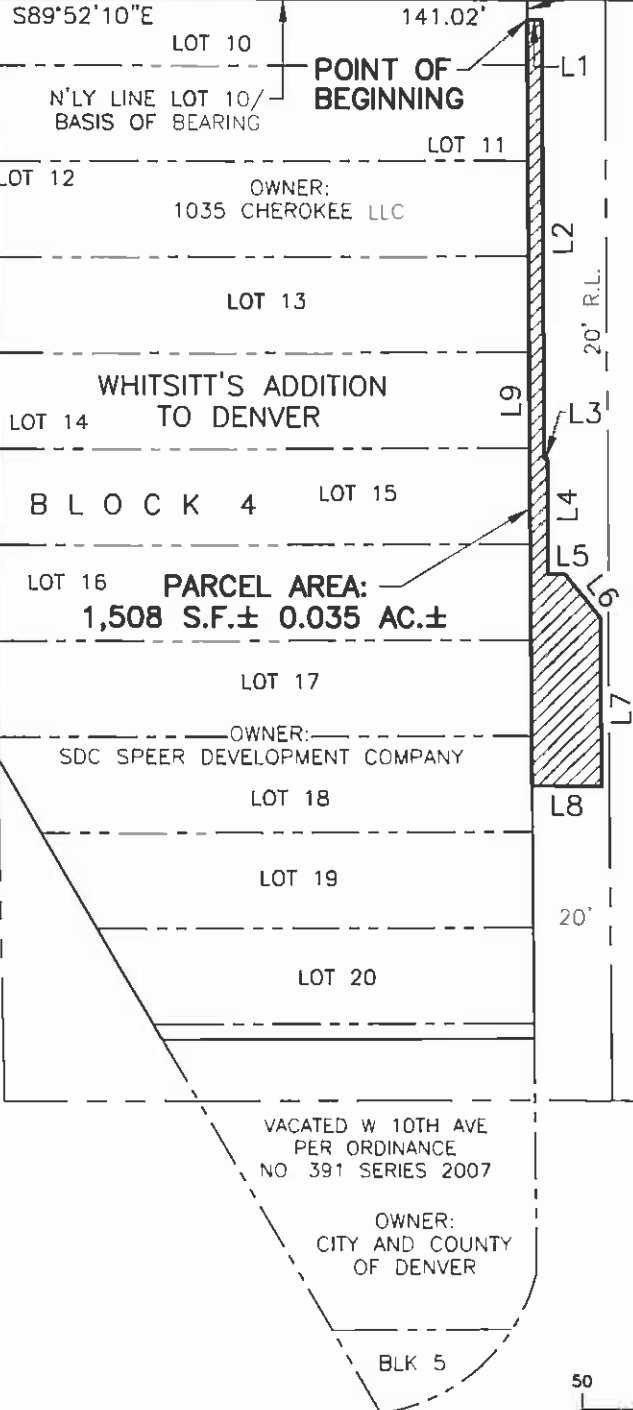 S89°52'10"E 141.02'
LOT 10
POINT OF
BEGINNING
L1
N'LY LINE LOT 10/
BASIS OF BEARING
LOT 11
LOT 12
OWNER:
1035 CHEROKEE LLC
L2
LOT 13
20' R.L.
WHITSITT'S ADDITION
TO DENVER
L9
L3
LOT 14
BLOCK 4
LOT 15
L4
L5
LOT 16
PARCEL AREA:
1,508 S.F.± 0.035 AC.±
L6
LOT 17
L7
OWNER:
SDC SPEER DEVELOPMENT COMPANY
LOT 18
L8
LOT 19
20'
LOT 20
VACATED W 10TH AVE
PER ORDINANCE
NO 391 SERIES 2007
OWNER:
CITY AND COUNTY
OF DENVER
BLK 5
50